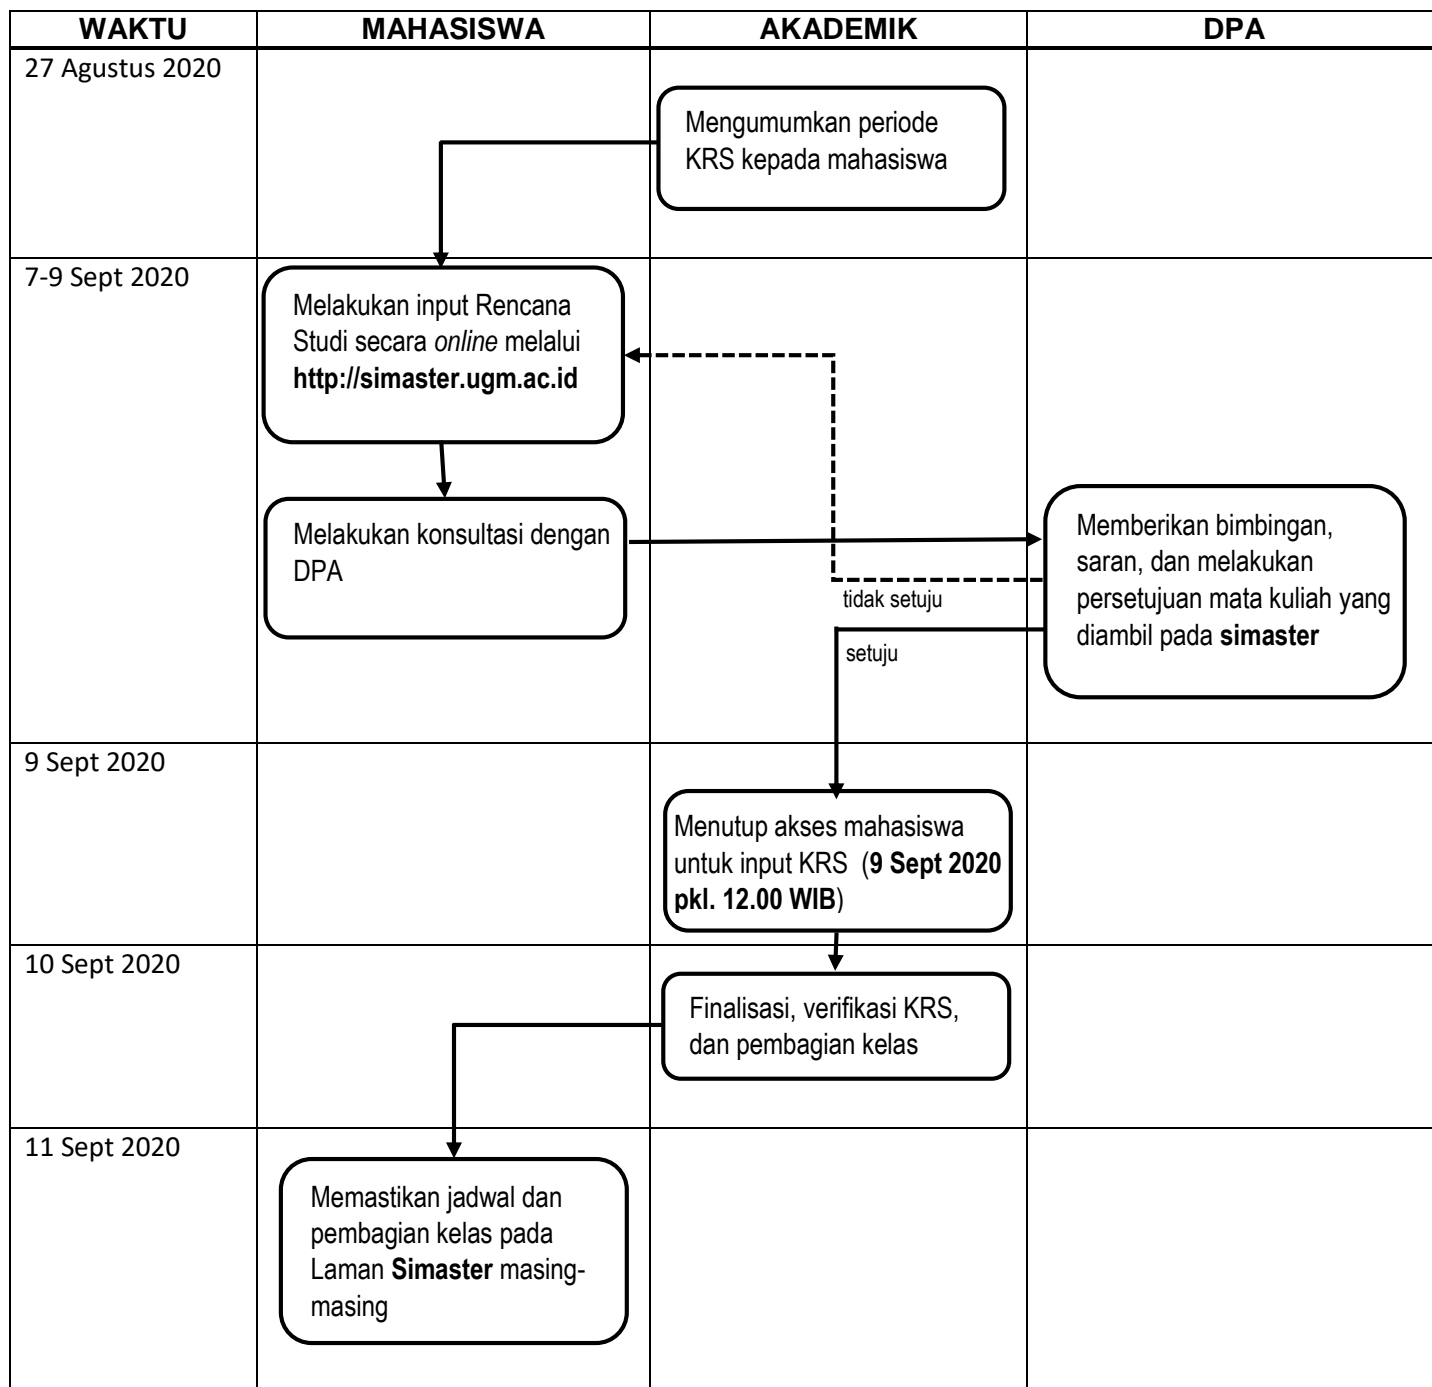 WAKTU MAHASISWA AKADEMIK DPA
27 Agustus 2020
Mengumumkan periode
KRS kepada mahasiswa
7-9 Sept 2020
Melakukan input Rencana
Studi secara online melalui
http://simaster.ugm.ac.id
Melakukan konsultasi dengan
DPA
Memberikan bimbingan,
saran, dan melakukan
persetujuan mata kuliah yang
diambil pada simaster
tidak setuju
setuju
9 Sept 2020
Menutup akses mahasiswa
untuk input KRS (9 Sept 2020
pkl. 12.00 WIB)
10 Sept 2020
Finalisasi, verifikasi KRS,
dan pembagian kelas
11 Sept 2020
Memastikan jadwal dan
pembagian kelas pada
Laman Simaster masing-
masing